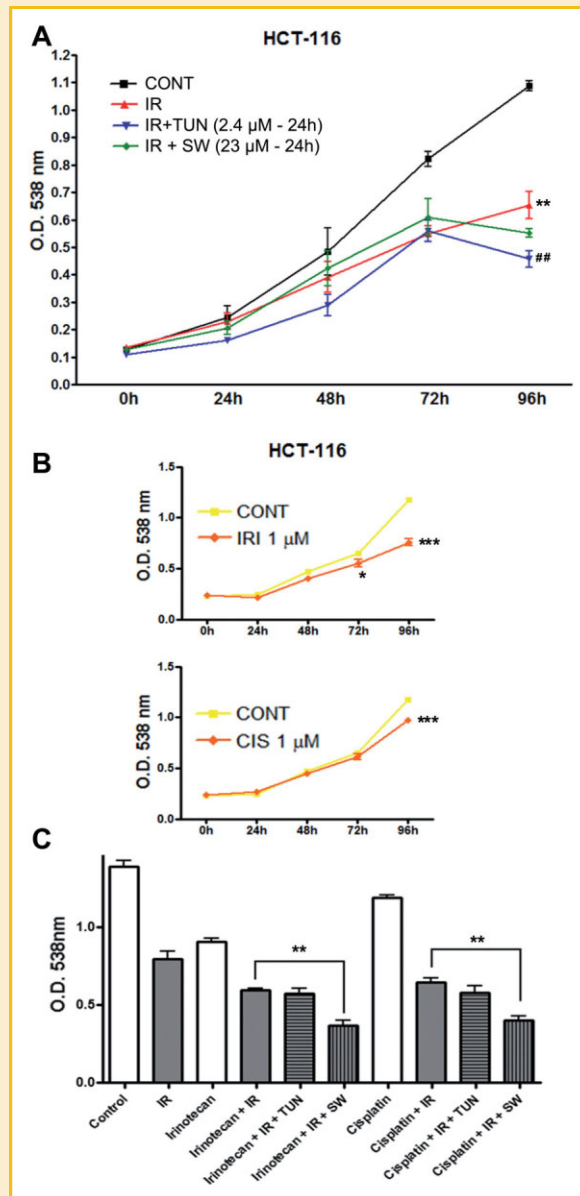 A
HCT-116
CONT
IR
IR+TUN (2.4 µM - 24h)
IR + SW (23 µM - 24h)
O.D. 538 nm
1.2
1.1
1.0
0.9
0.8
0.7
0.6
0.5
0.4
0.3
0.2
0.1
0.0
**
##
0h 24h 48h 72h 96h
B
HCT-116
O.D. 538 nm
1.5
1.0
0.5
0.0
CONT
IRI 1 µM
***
*
0h 24h 48h 72h 96h
O.D. 538 nm
1.5
1.0
0.5
0.0
CONT
CIS 1 µM
***
0h 24h 48h 72h 96h
C
O.D. 538nm
1.0
0.5
0.0
**
**
Control
IR
Irinotecan
Irinotecan + IR
Irinotecan + IR + TUN
Irinotecan + IR + SW
Cisplatin
Cisplatin + IR
Cisplatin + IR + TUN
Cisplatin + IR + SW